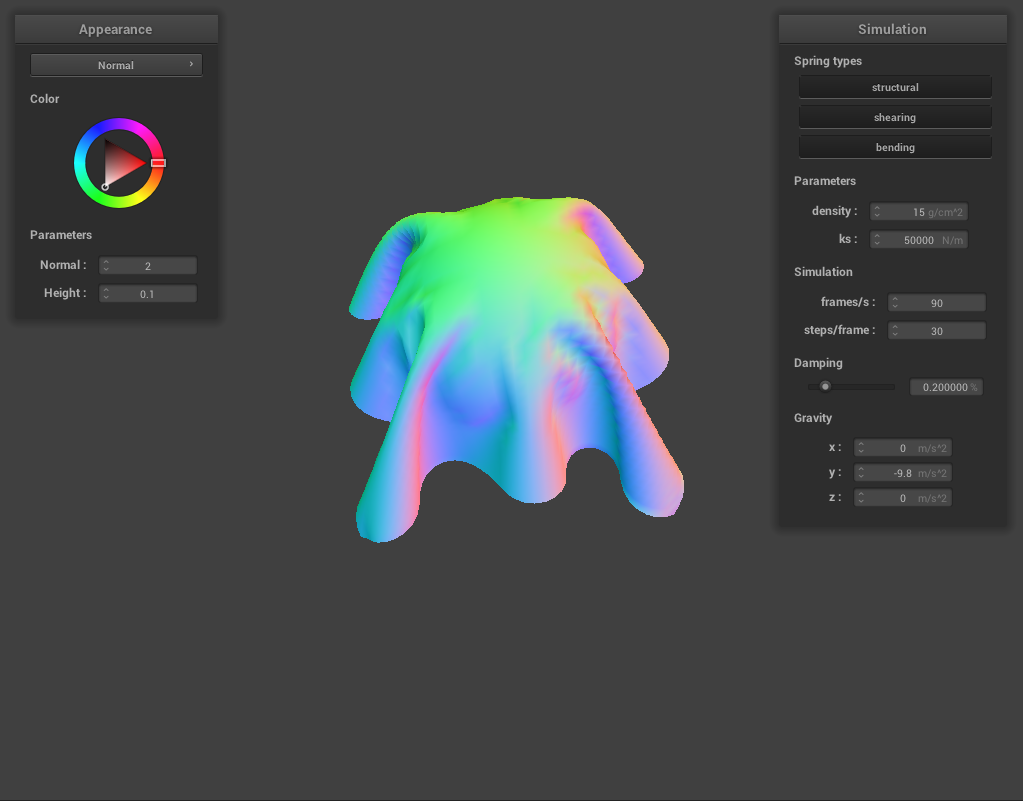 Appearance
Normal ›
Color
Parameters
Normal : 2
Height : 0.1
Simulation
Spring types
structural
shearing
bending
Parameters
density : 15 g/cm^2
ks : 50000 N/m
Simulation
frames/s : 90
steps/frame : 30
Damping
0.200000 %
Gravity
x : 0 m/s^2
y : -9.8 m/s^2
z : 0 m/s^2